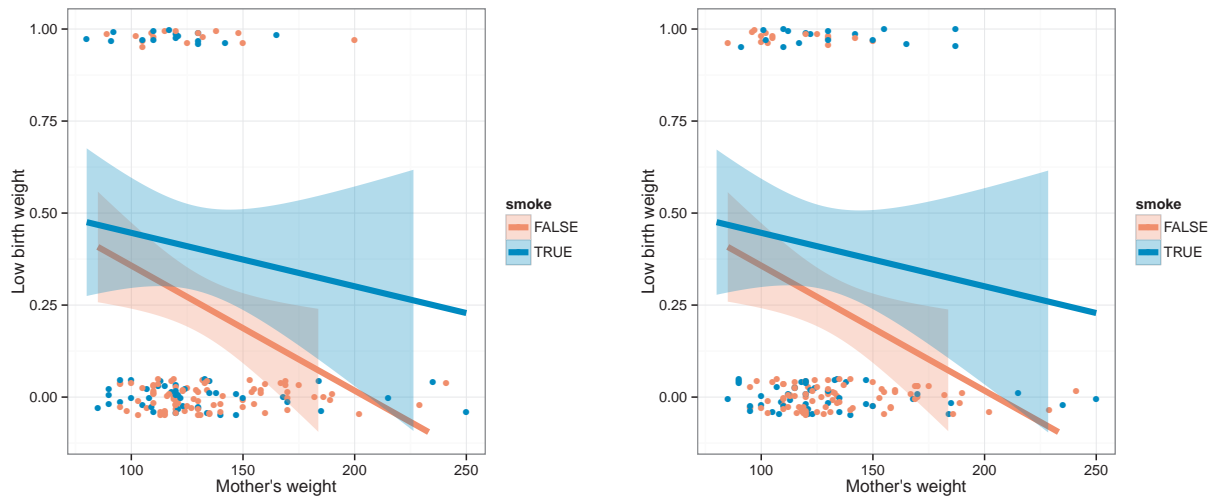 1.00
0.75
0.50
0.25
0.00
Low birth weight
100 150 200 250
Mother's weight
smoke
FALSE
TRUE
1.00
0.75
0.50
0.25
0.00
Low birth weight
100 150 200 250
Mother's weight
smoke
FALSE
TRUE